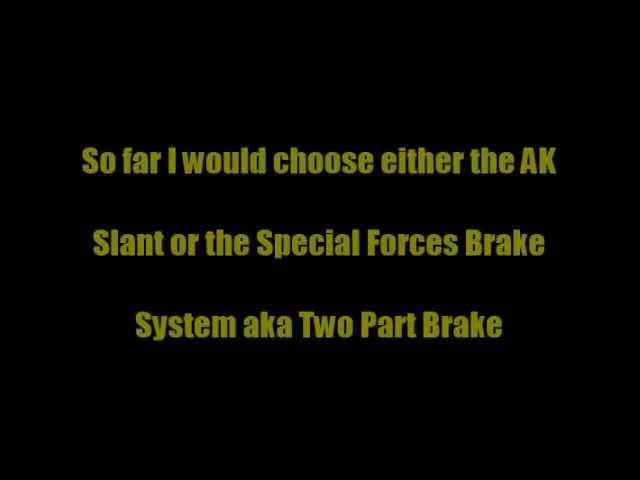 So far I would choose either the AK
Slant or the Special Forces Brake
System aka Two Part Brake